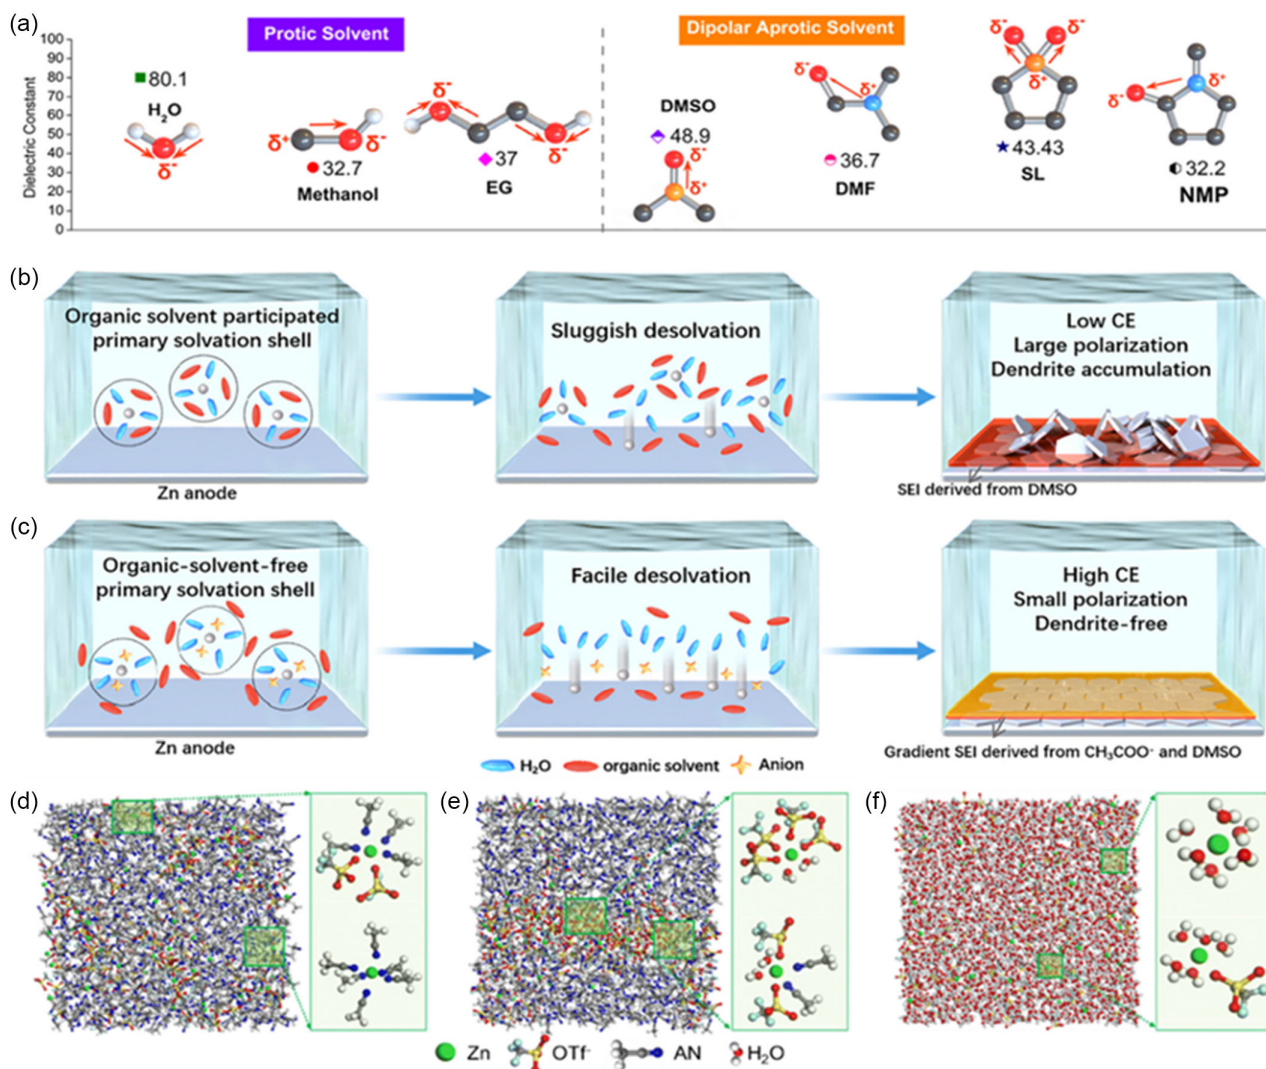 (a)
Protic Solvent
Dipolar Aprotic Solvent
Dielectric Constant
100
90
80
70
60
50
40
30
20
10
0
80.1
H₂O
δ⁻
δ⁺
δ⁻
32.7
Methanol
δ⁻
δ⁻
37
EG
DMSO
48.9
δ⁻
δ⁺
δ⁻
δ⁺
36.7
DMF
δ⁻
δ⁻
δ⁺
43.43
SL
δ⁻
δ⁺
32.2
NMP
(b)
Organic solvent participated
primary solvation shell
Zn anode
Sluggish desolvation
Low CE
Large polarization
Dendrite accumulation
SEI derived from DMSO
(c)
Organic-solvent-free
primary solvation shell
Zn anode
Facile desolvation
High CE
Small polarization
Dendrite-free
Gradient SEI derived from CH₃COO⁻ and DMSO
H₂O
organic solvent
Anion
(d)
(e)
(f)
Zn
OTf⁻
AN
H₂O